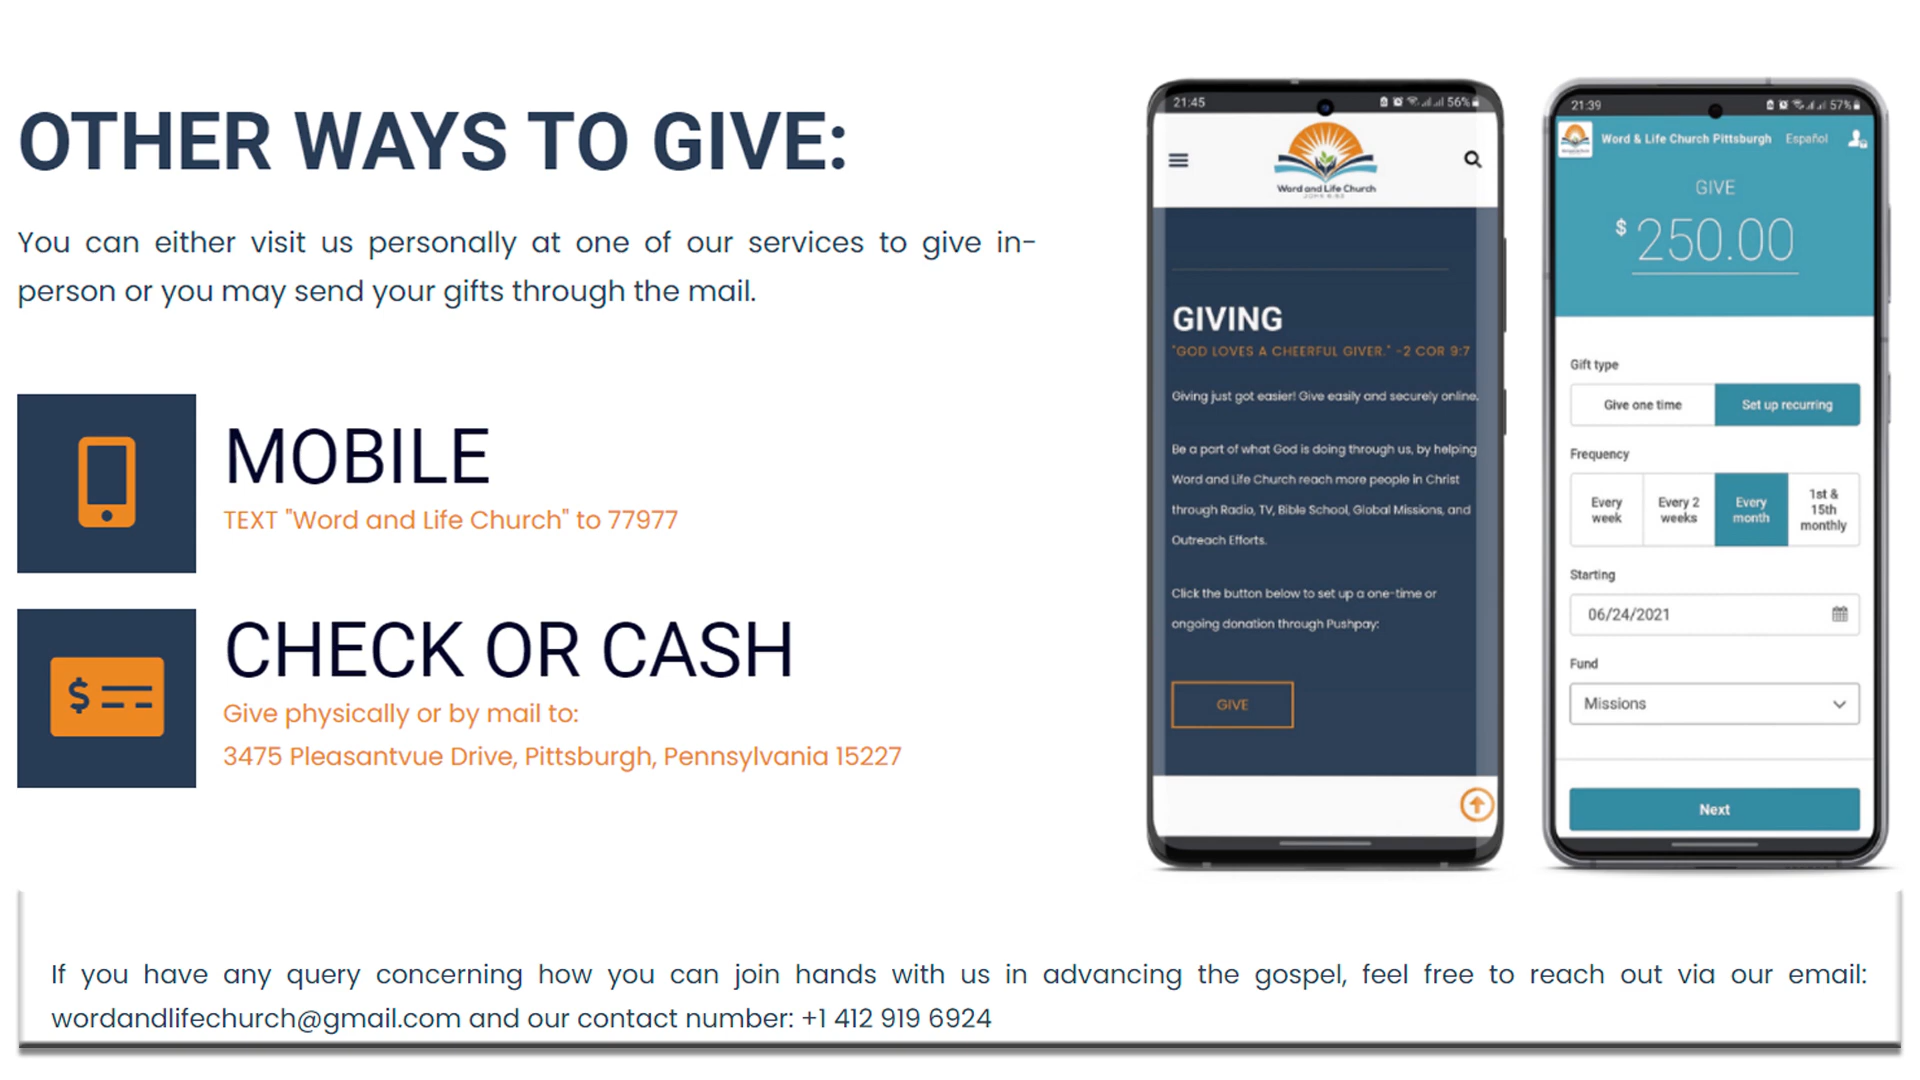 OTHER WAYS TO GIVE:
You can either visit us personally at one of our services to give in-
person or you may send your gifts through the mail.
MOBILE
TEXT "Word and Life Church" to 77977
$
CHECK OR CASH
Give physically or by mail to:
3475 Pleasantvue Drive, Pittsburgh, Pennsylvania 15227
21:45
56%
Word and Life Church
JOHN 6:63
GIVING
"GOD LOVES A CHEERFUL GIVER." -2 COR 9:7
Giving just got easier! Give easily and securely online.
Be a part of what God is doing through us, by helping
Word and Life Church reach more people in Christ
through Radio, TV, Bible School, Global Missions, and
Outreach Efforts.
Click the button below to set up a one-time or
ongoing donation through Pushpay:
GIVE
21:39
57%
Word & Life Church Pittsburgh Español
GIVE
$ 250.00
Gift type
Give one time Set up recurring
Frequency
Every week
Every 2 weeks
Every month
1st & 15th monthly
Starting
06/24/2021
Fund
Missions
Next
If you have any query concerning how you can join hands with us in advancing the gospel, feel free to reach out via our email:
wordandlifechurch@gmail.com and our contact number: +1 412 919 6924